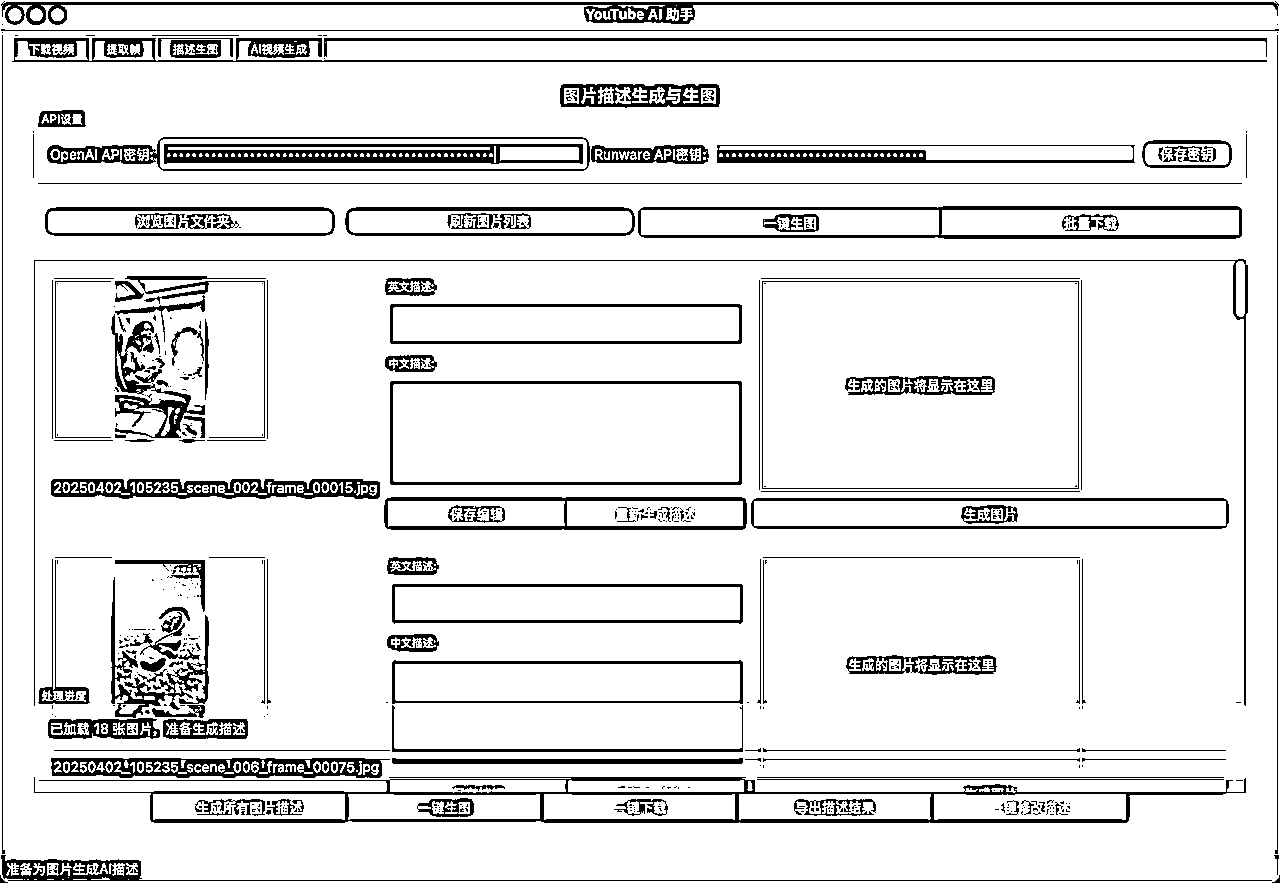 YouTube AI 助手
下载视频 提取帧 描述生图 AI视频生成
图片描述生成与生图
API设置
OpenAI API密钥: Runware API密钥: 保存密钥
浏览图片文件夹... 刷新图片列表 一键生图 批量下载
英文描述:
中文描述:
生成的图片将显示在这里
20250402_105235_scene_002_frame_00015.jpg
保存编辑 重新生成描述 生成图片
英文描述:
中文描述:
生成的图片将显示在这里
处理进度
已加载 18 张图片，准备生成描述
20250402_105235_scene_006_frame_00075.jpg
生成所有图片描述 一键生图 一键下载 导出描述结果 一键修改描述
准备为图片生成AI描述